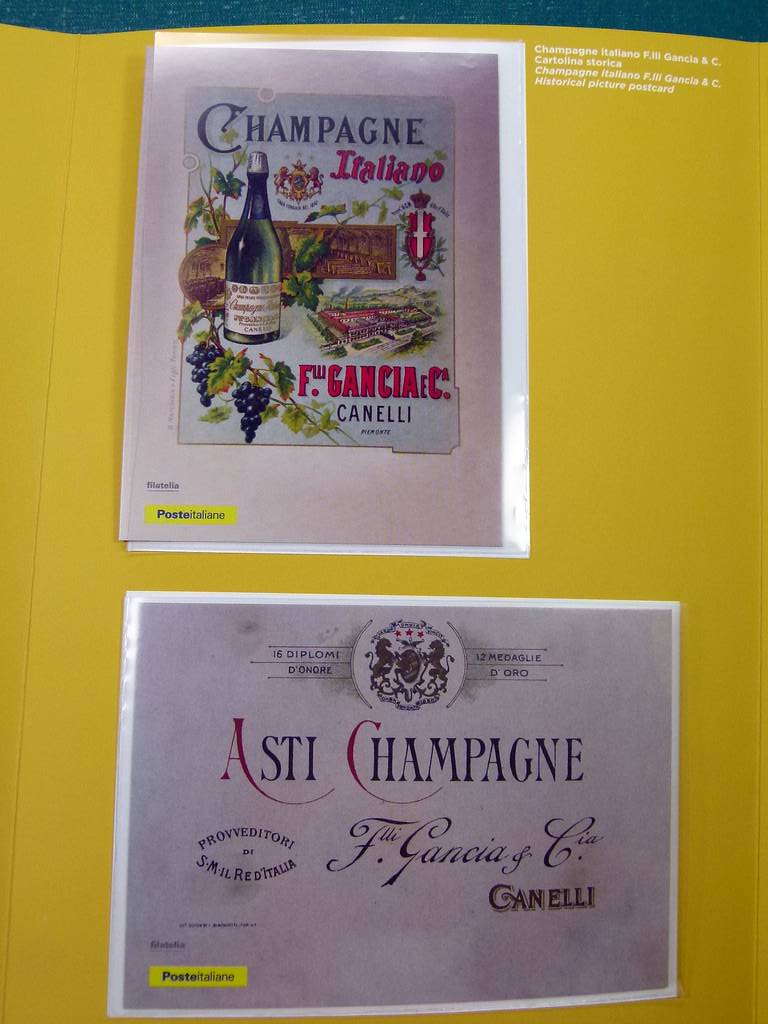 Champagne italiano F.lli Gancia & C.
Cartolina storica
Champagne italiano F.lli Gancia & C.
Historical picture postcard
CHAMPAGNE
Italiano
F.lli GANCIA E C.a
CANELLI
PIEMONTE
filatelia
Posteitaliane
16 DIPLOMI
D'ONORE
12 MEDAGLIE
D'ORO
ASTI CHAMPAGNE
PROVVEDITORI
DI
S·M·IL RE D'ITALIA
F.lli Gancia & C.ia
CANELLI
filatelia
Posteitaliane